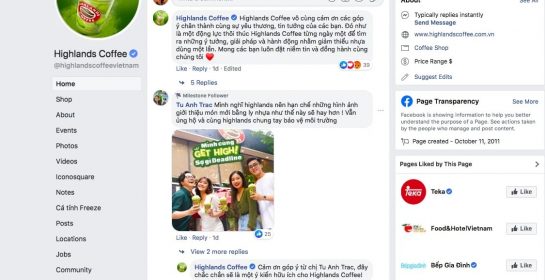 Highlands Coffee
@highlandscoffeevietnam
Home
Shop
About
Events
Photos
Videos
Iconosquare
Notes
Cá tính Freeze
Posts
Locations
Jobs
Community
Highlands Coffee vô cùng cám ơn các góp
ý chân thành cùng sự yêu thương, tin tưởng của các bạn. Đó như
là một động lực thôi thúc Highlands Coffee từng ngày một để tìm
ra những ý tưởng, giải pháp và hành động nhằm giảm thiểu nhựa
dùng một lần. Mong các bạn luôn đặt niềm tin và đồng hành cùng
chúng tôi
39
Like · Reply · 1d · Edited
5 Replies
Milestone Follower
Tu Anh Trac Mình nghĩ highlands nên hạn chế những hình ảnh
giới thiệu món mới bằng ly nhựa như thế này sẽ hay hơn ! Vẫn
ủng hộ và cùng highlands chung tay bảo vệ môi trường
Mình cùng
GET HIGH!
Sợ gì Deadline
25
Like · Reply · 1d
View 2 more replies
Highlands Coffee Cám ơn góp ý từ chị Tu Anh Trac, đây
chắc chắn sẽ là một ý kiến hữu ích cho Highlands Coffee!
About
See All
Typically replies instantly
Send Message
www.highlandscoffee.com.vn
Coffee Shop
Price Range $
Suggest Edits
Page Transparency
See More
Facebook is showing information to help you better
understand the purpose of a Page. See actions taken
by the people who manage and post content.
Page created - October 11, 2011
Pages Liked by This Page
Teka
Like
Food&HotelVietnam
Like
Bếp Gia Đình
Like